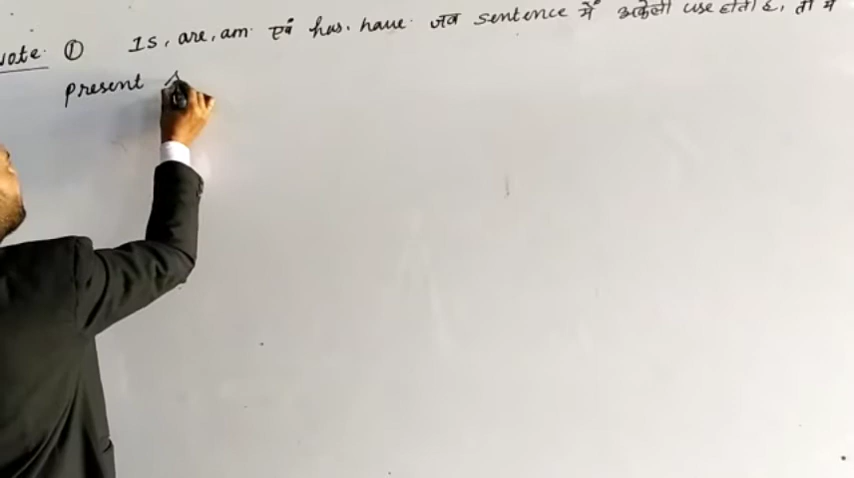 Note ① Is, are, am एवं has, have जब sentence में अकेली use होती है, तो ये
Present